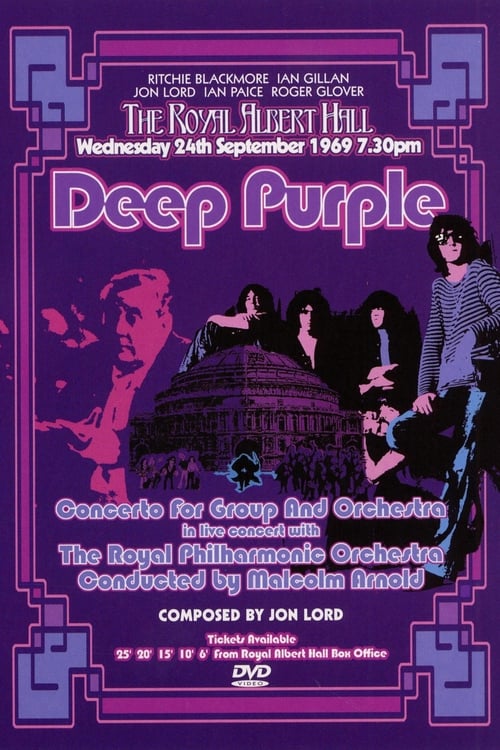 RITCHIE BLACKMORE IAN GILLAN
JON LORD IAN PAICE ROGER GLOVER
THE ROYAL ALBERT HALL
Wednesday 24th September 1969 7.30pm
Deep Purple
Concerto For Group And Orchestra
in live concert with
The Royal Philharmonic Orchestra
Conducted by Malcolm Arnold
COMPOSED BY JON LORD
Tickets Available
25' 20' 15' 10' 6' From Royal Albert Hall Box Office
DVD
VIDEO